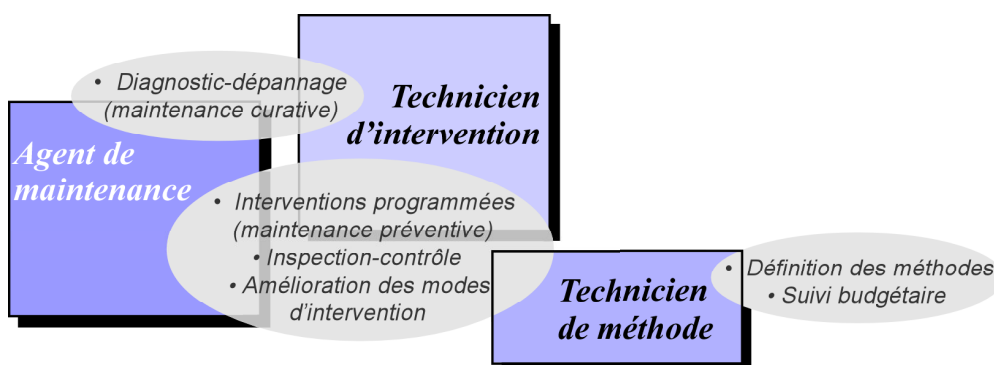 • Diagnostic-dépannage
(maintenance curative)
Technicien
d’intervention
Agent de
maintenance
• Interventions programmées
(maintenance préventive)
• Inspection-contrôle
• Amélioration des modes
d’intervention
Technicien
de méthode
• Définition des méthodes
• Suivi budgétaire